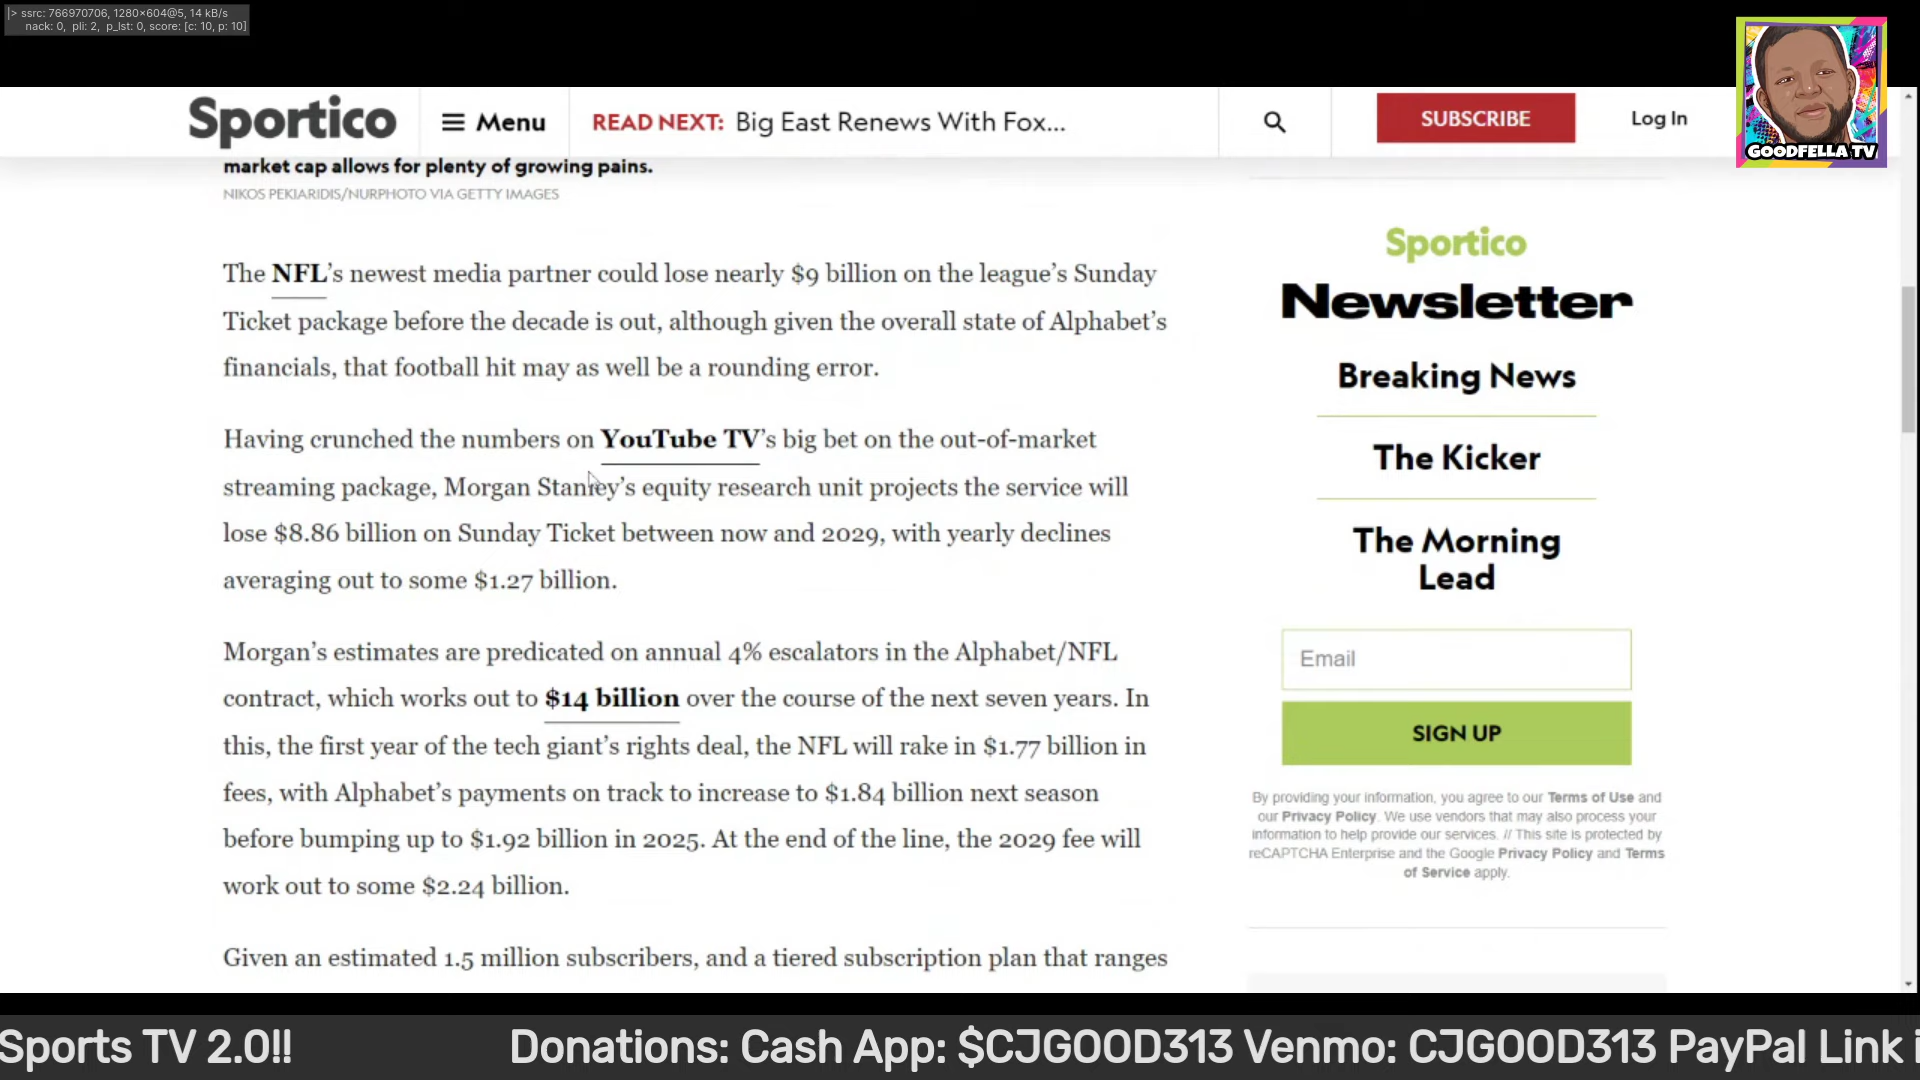 |> ssrc: 766970706, 1280×604@5, 14 kB/s
nack: 0, pli: 2, p_lst: 0, score: [c: 10, p: 10]
GOODFELLA TV
Sportico
Menu
READ NEXT: Big East Renews With Fox...
SUBSCRIBE
Log In
market cap allows for plenty of growing pains.
NIKOS PEKIARIDIS/NURPHOTO VIA GETTY IMAGES
The NFL’s newest media partner could lose nearly $9 billion on the league’s Sunday
Ticket package before the decade is out, although given the overall state of Alphabet’s
financials, that football hit may as well be a rounding error.
Having crunched the numbers on YouTube TV’s big bet on the out-of-market
streaming package, Morgan Stanley’s equity research unit projects the service will
lose $8.86 billion on Sunday Ticket between now and 2029, with yearly declines
averaging out to some $1.27 billion.
Morgan’s estimates are predicated on annual 4% escalators in the Alphabet/NFL
contract, which works out to $14 billion over the course of the next seven years. In
this, the first year of the tech giant’s rights deal, the NFL will rake in $1.77 billion in
fees, with Alphabet’s payments on track to increase to $1.84 billion next season
before bumping up to $1.92 billion in 2025. At the end of the line, the 2029 fee will
work out to some $2.24 billion.
Given an estimated 1.5 million subscribers, and a tiered subscription plan that ranges
Sportico
Newsletter
Breaking News
The Kicker
The Morning
Lead
Email
SIGN UP
By providing your information, you agree to our Terms of Use and
our Privacy Policy. We use vendors that may also process your
information to help provide our services. // This site is protected by
reCAPTCHA Enterprise and the Google Privacy Policy and Terms
of Service apply.
Sports TV 2.0!! Donations: Cash App: $CJGOOD313 Venmo: CJGOOD313 PayPal Link i